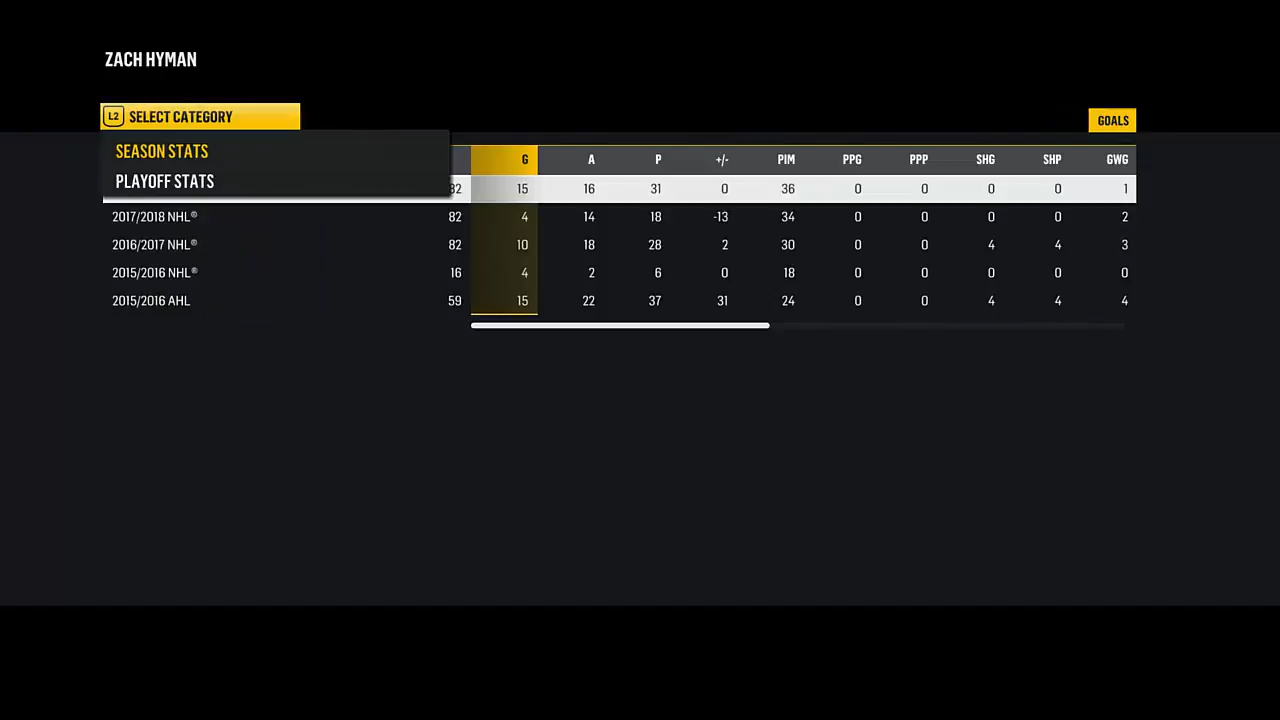 ZACH HYMAN
L2 SELECT CATEGORY
GOALS
SEASON STATS
PLAYOFF STATS
G A P +/- PIM PPG PPP SHG SHP GWG
15 16 31 0 36 0 0 0 0 1
2017/2018 NHL® 82 4 14 18 -13 34 0 0 0 0 2
2016/2017 NHL® 82 10 18 28 2 30 0 0 4 4 3
2015/2016 NHL® 16 4 2 6 0 18 0 0 0 0 0
2015/2016 AHL 59 15 22 37 31 24 0 0 4 4 4